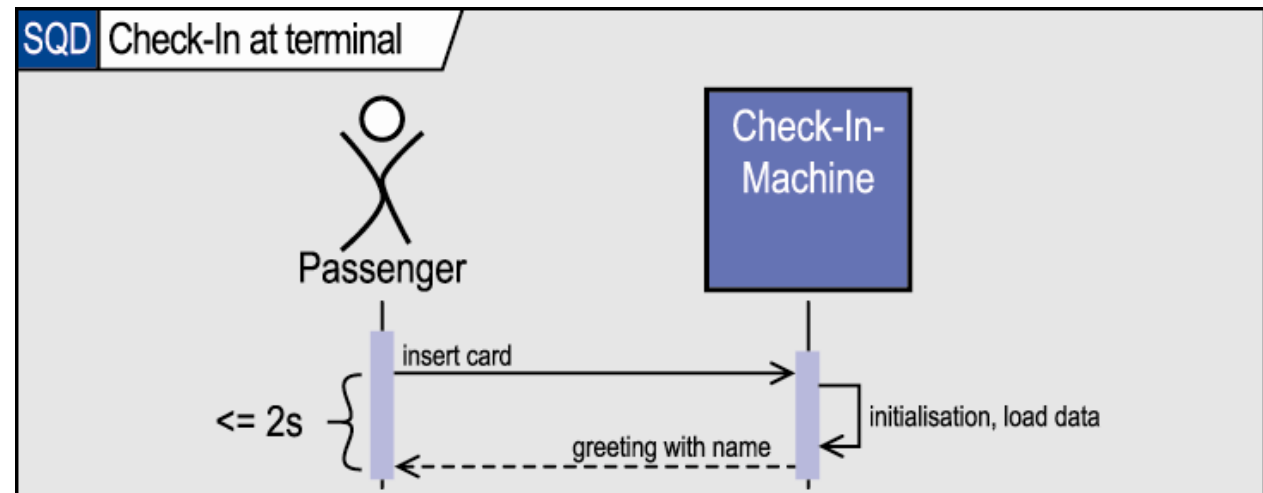 SQD Check-In at terminal
Check-In-
Machine
Passenger
insert card
<= 2s
initialisation, load data
greeting with name